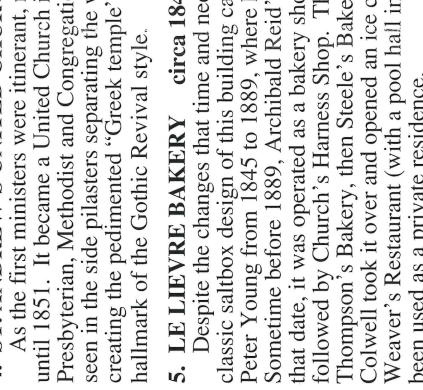 As the first ministers were itinerant,
until 1851. It became a United Church
Presbyterian, Methodist and Congregati
seen in the side pilasters separating the
creating the pedimented "Greek temple"
hallmark of the Gothic Revival style.
5. LE LIEVRE BAKERY circa 184
Despite the changes that time and nec
classic saltbox design of this building ca
Peter Young from 1845 to 1889, where
Sometime before 1889, Archibald Reid'
that date, it was operated as a bakery sho
followed by Church's Harness Shop. Th
Thompson's Bakery, then Steele's Bake
Colwell took it over and opened an ice c
Weaver's Restaurant (with a pool hall in
been used as a private residence.